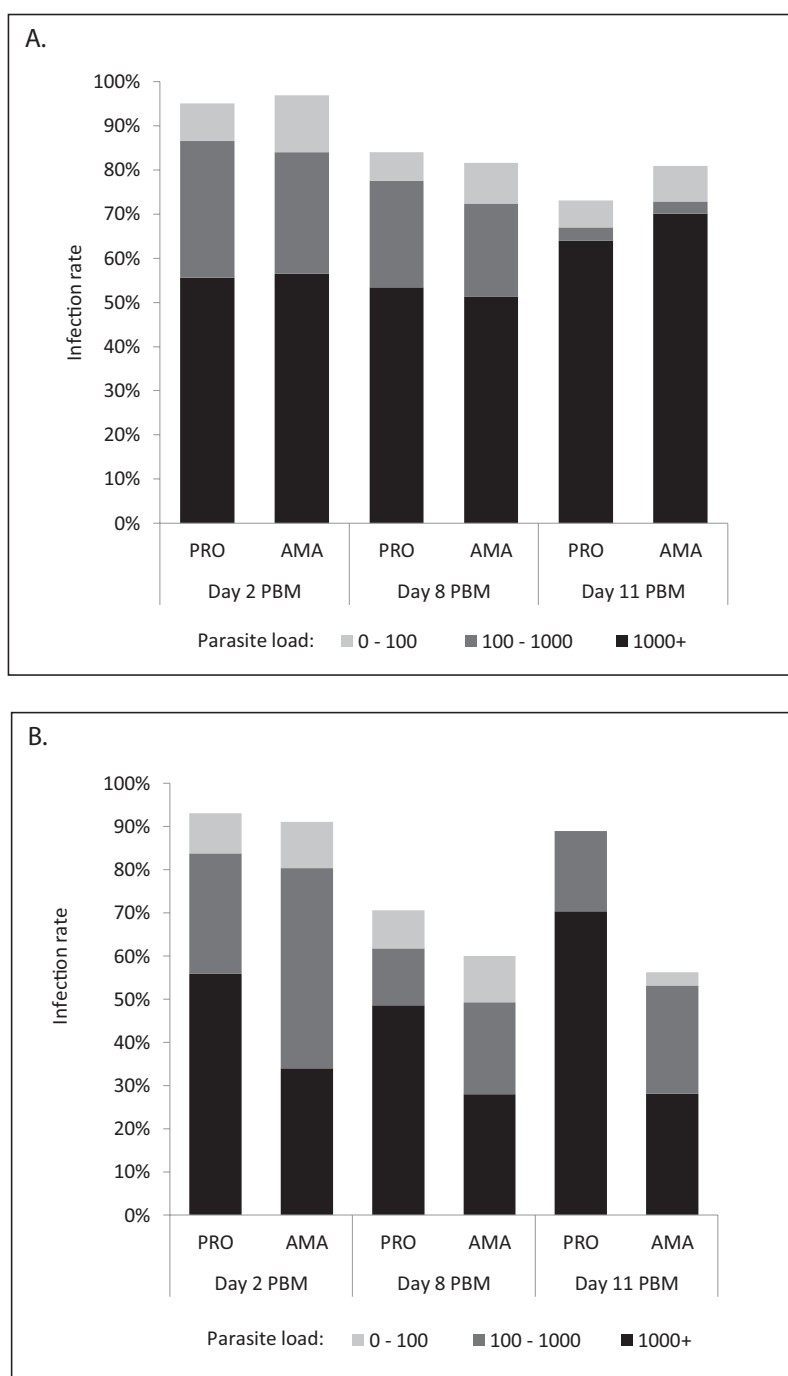 A.
100%
90%
80%
70%
60%
50%
40%
30%
20%
10%
0%
Infection rate
PRO AMA PRO AMA PRO AMA
Day 2 PBM Day 8 PBM Day 11 PBM
Parasite load: 0 - 100 100 - 1000 1000+
B.
100%
90%
80%
70%
60%
50%
40%
30%
20%
10%
0%
Infection rate
PRO AMA PRO AMA PRO AMA
Day 2 PBM Day 8 PBM Day 11 PBM
Parasite load: 0 - 100 100 - 1000 1000+